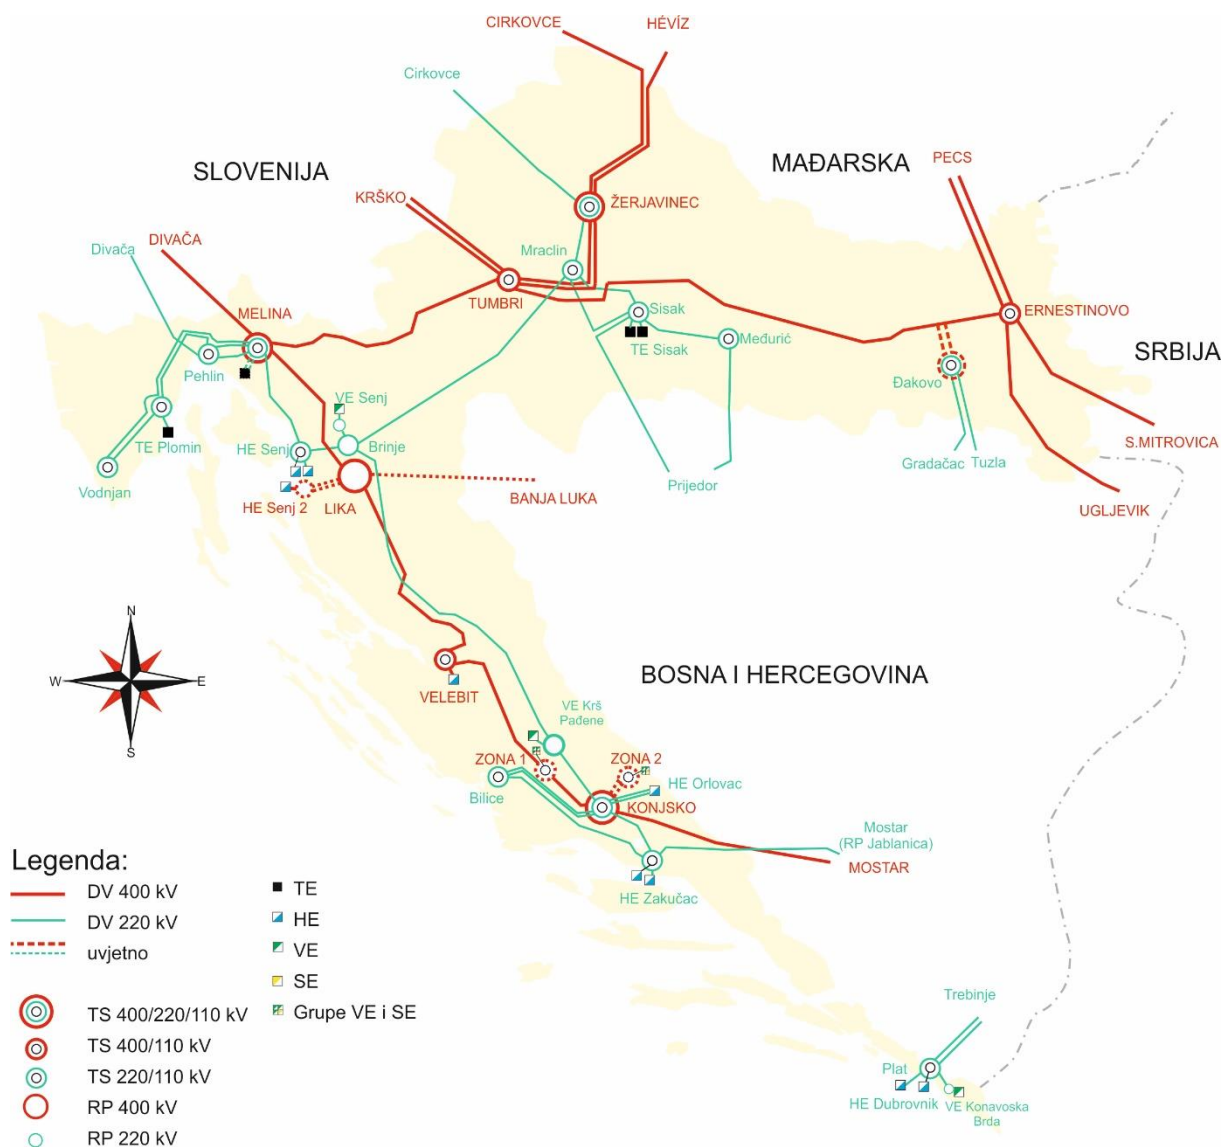 CIRKOVCE
HÉVÍZ
Cirkovce
SLOVENIJA
MAĐARSKA
PECS
KRŠKO
ŽERJAVINEC
Divača
DIVAČA
Mraclin
MELINA
TUMBRI
Sisak
ERNESTINOVO
TE Sisak
Međurić
SRBIJA
Pehlin
Đakovo
VE Senj
TE Plomin
HE Senj
Brinje
S.MITROVICA
Gradačac
Tuzla
Vodnjan
Prijedor
BANJA LUKA
HE Senj 2
LIKA
UGLJEVIK
N
W
E
S
BOSNA I HERCEGOVINA
VELEBIT
VE Krš
Pađene
ZONA 1
ZONA 2
HE Orlovac
Bilice
KONJSKO
Mostar
(RP Jablanica)
MOSTAR
HE Zakučac
Legenda:
DV 400 kV
DV 220 kV
uvjetno
TS 400/220/110 kV
TS 400/110 kV
TS 220/110 kV
RP 400 kV
RP 220 kV
TE
HE
VE
SE
Grupe VE i SE
Trebinje
Plat
HE Dubrovnik
VE Konavoska
Brda